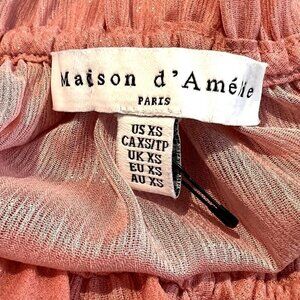 Maison d'Amélie
PARIS
US XS
CA XS/TP
UK XS
EU XS
AU XS